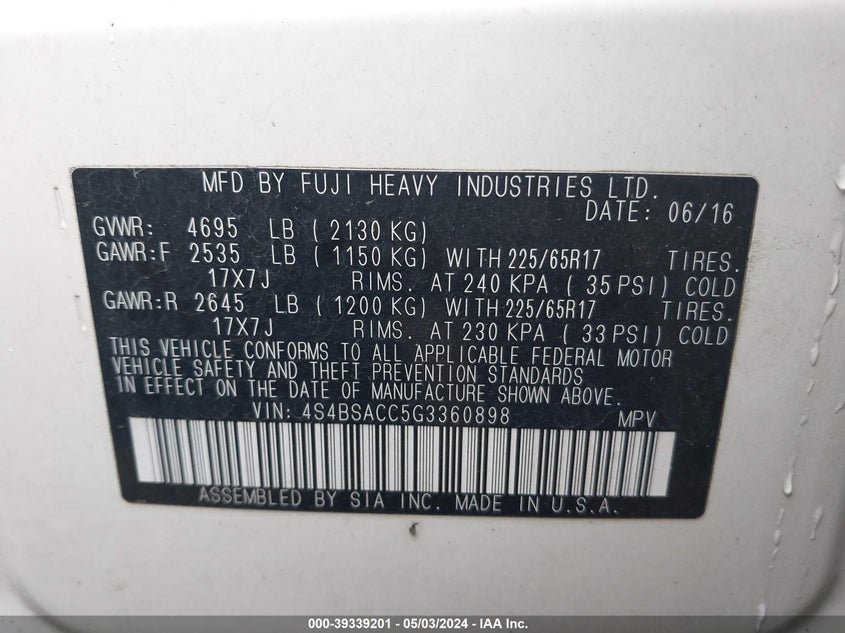 MFD BY FUJI HEAVY INDUSTRIES LTD.
DATE: 06/16
GVWR: 4695 LB ( 2130 KG)
GAWR:F 2535 LB ( 1150 KG) WITH 225/65R17 TIRES.
17X7J RIMS. AT 240 KPA ( 35 PSI) COLD
GAWR:R 2645 LB ( 1200 KG) WITH 225/65R17 TIRES.
17X7J RIMS. AT 230 KPA ( 33 PSI) COLD
THIS VEHICLE CONFORMS TO ALL APPLICABLE FEDERAL MOTOR
VEHICLE SAFETY AND THEFT PREVENTION STANDARDS
IN EFFECT ON THE DATE OF MANUFACTURE SHOWN ABOVE.
VIN: 4S4BSACC5G3360898 MPV
ASSEMBLED BY SIA INC. MADE IN U.S.A.
000-39339201 - 05/03/2024 - IAA Inc.